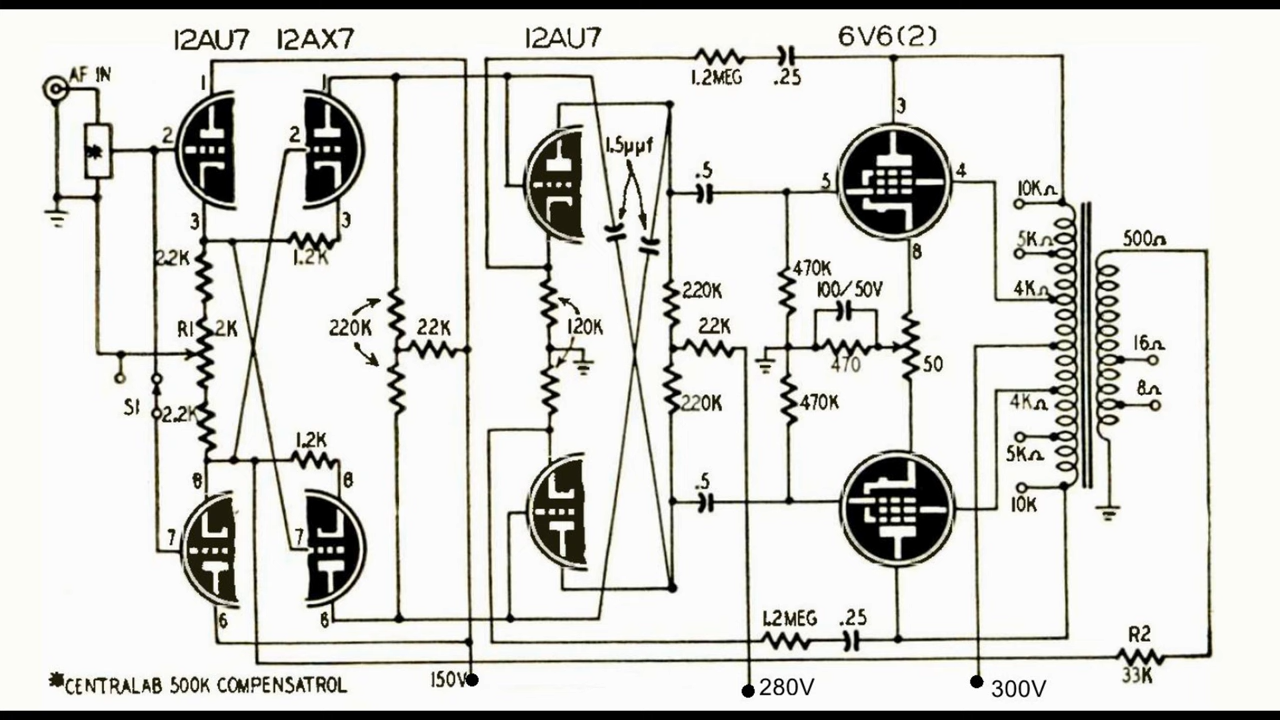 12AU7 12AX7 12AU7 6V6(2)
AF IN
1 1
1.2MEG .25
3
2 2
1.5µµf
*
.5 5 4
3 3
10KΩ
2.2K 1.2K
8
5KΩ 500Ω
470K
220K 100/50V 4KΩ
R1 2K 220K 22K 120K 22K
470 50
16Ω
8Ω
S1 2.2K 220K 470K 4KΩ
1.2K
5KΩ
8 8
.5 10K
7 7
6 6
1.2MEG .25
R2
33K
*CENTRALAB 500K COMPENSATROL 150V 280V 300V